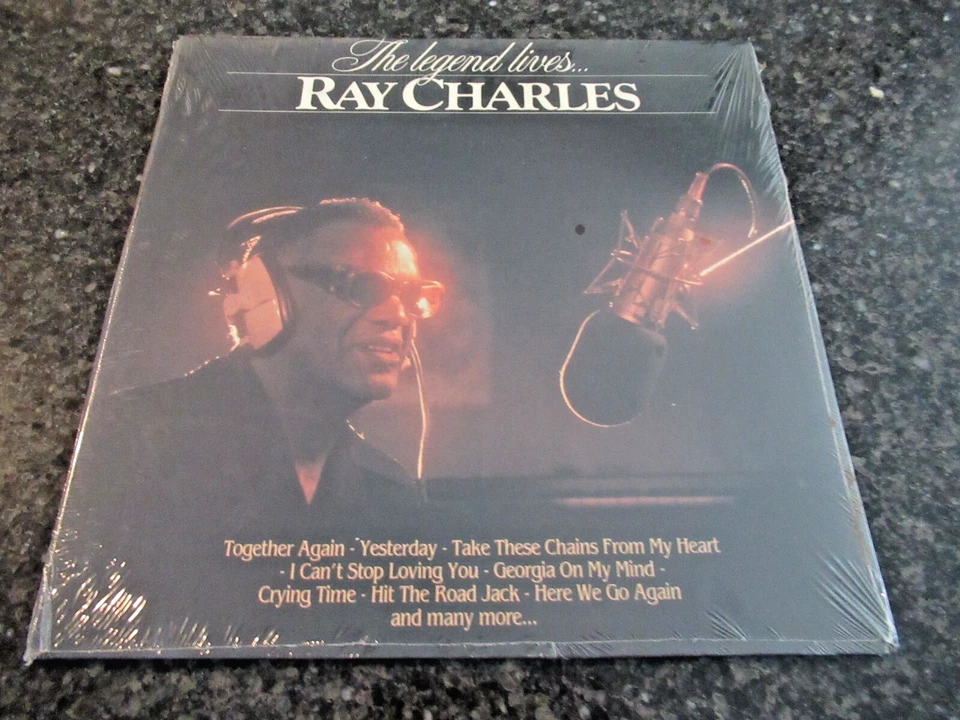 The legend lives...
RAY CHARLES
Together Again - Yesterday - Take These Chains From My Heart
- I Can't Stop Loving You - Georgia On My Mind -
Crying Time - Hit The Road Jack - Here We Go Again
and many more...